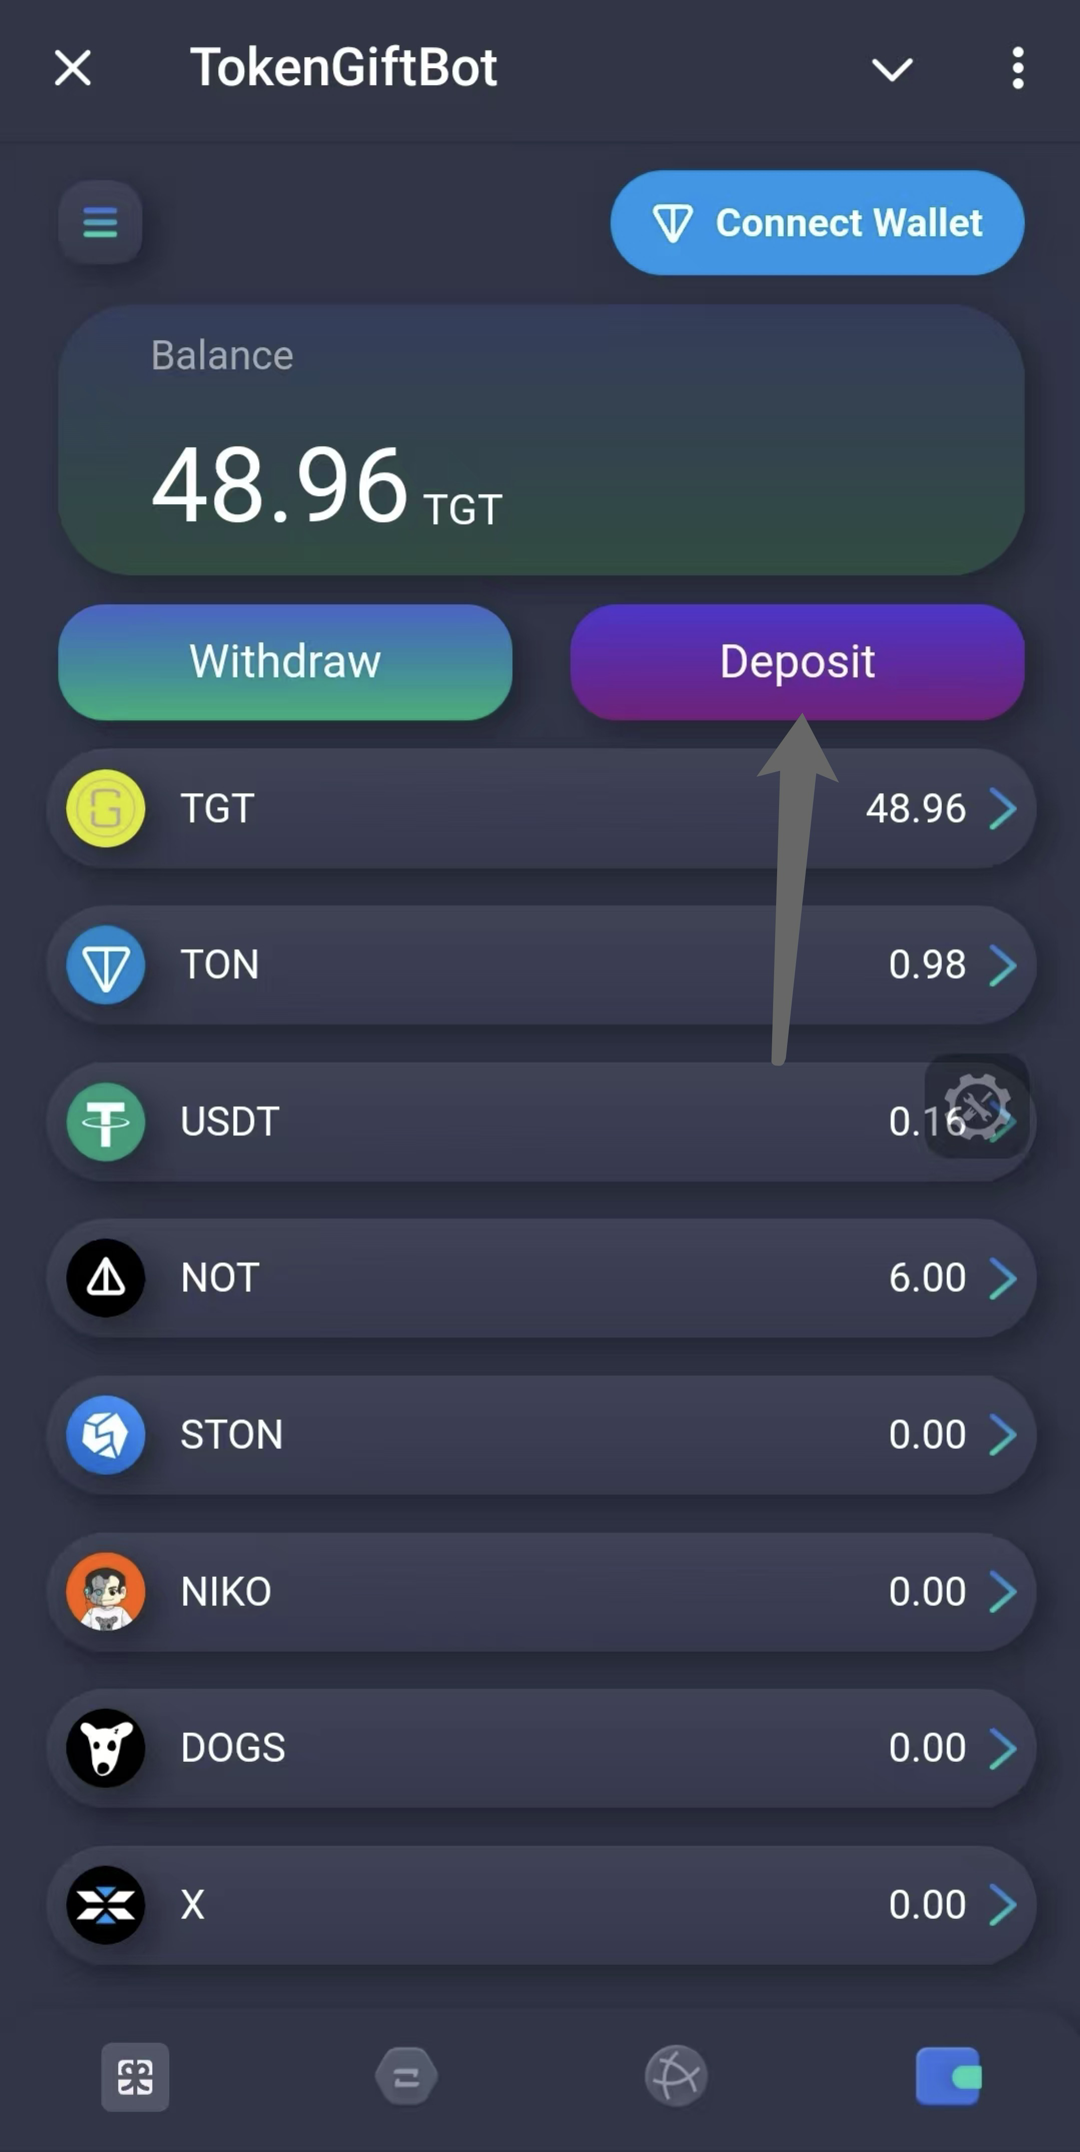 TokenGiftBot
Connect Wallet
Balance
48.96 TGT
Withdraw
Deposit
TGT 48.96
TON 0.98
USDT 0.16
NOT 6.00
STON 0.00
NIKO 0.00
DOGS 0.00
X 0.00